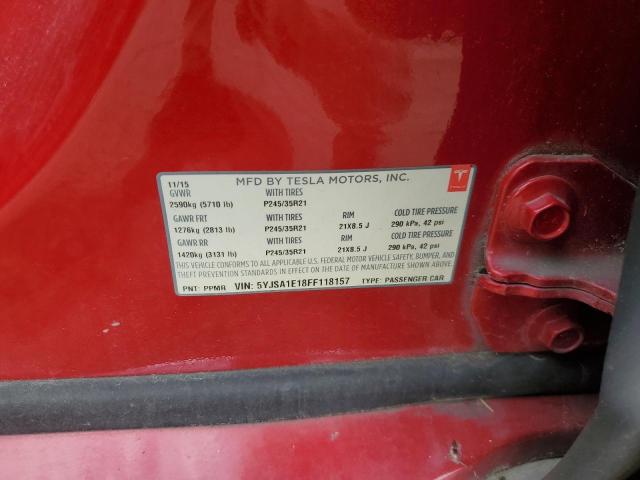 11/15 MFD BY TESLA MOTORS, INC.
GVWR WITH TIRES
2590kg (5710 lb) P245/35R21
GAWR FRT WITH TIRES RIM COLD TIRE PRESSURE
1276kg (2813 lb) P245/35R21 21X8.5 J 290 kPa, 42 psi
GAWR RR WITH TIRES RIM COLD TIRE PRESSURE
1420kg (3131 lb) P245/35R21 21X8.5 J 290 kPa, 42 psi
THIS VEHICLE CONFORMS TO ALL APPLICABLE U.S. FEDERAL MOTOR VEHICLE SAFETY, BUMPER, AND
THEFT PREVENTION STANDARDS IN EFFECT ON THE DATE OF MANUFACTURE SHOWN ABOVE.
PNT: PPMR VIN: 5YJSA1E18FF118157 TYPE: PASSENGER CAR